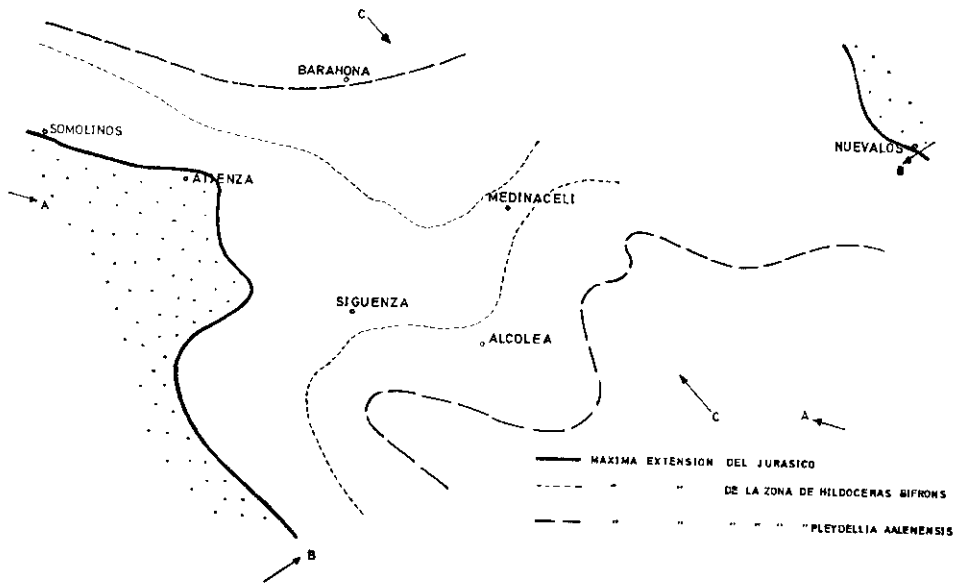 C
BARAHONA
SOMOLINOS
NUEVALOS
B
ATIENZA
A
MEDINACELI
SIGUENZA
ALCOLEA
C
A
MAXIMA EXTENSION DEL JURASICO
" " DE LA ZONA DE HILDOCERAS BIFRONS
" " " " " " PLEYDELLIA AALENENSIS
B